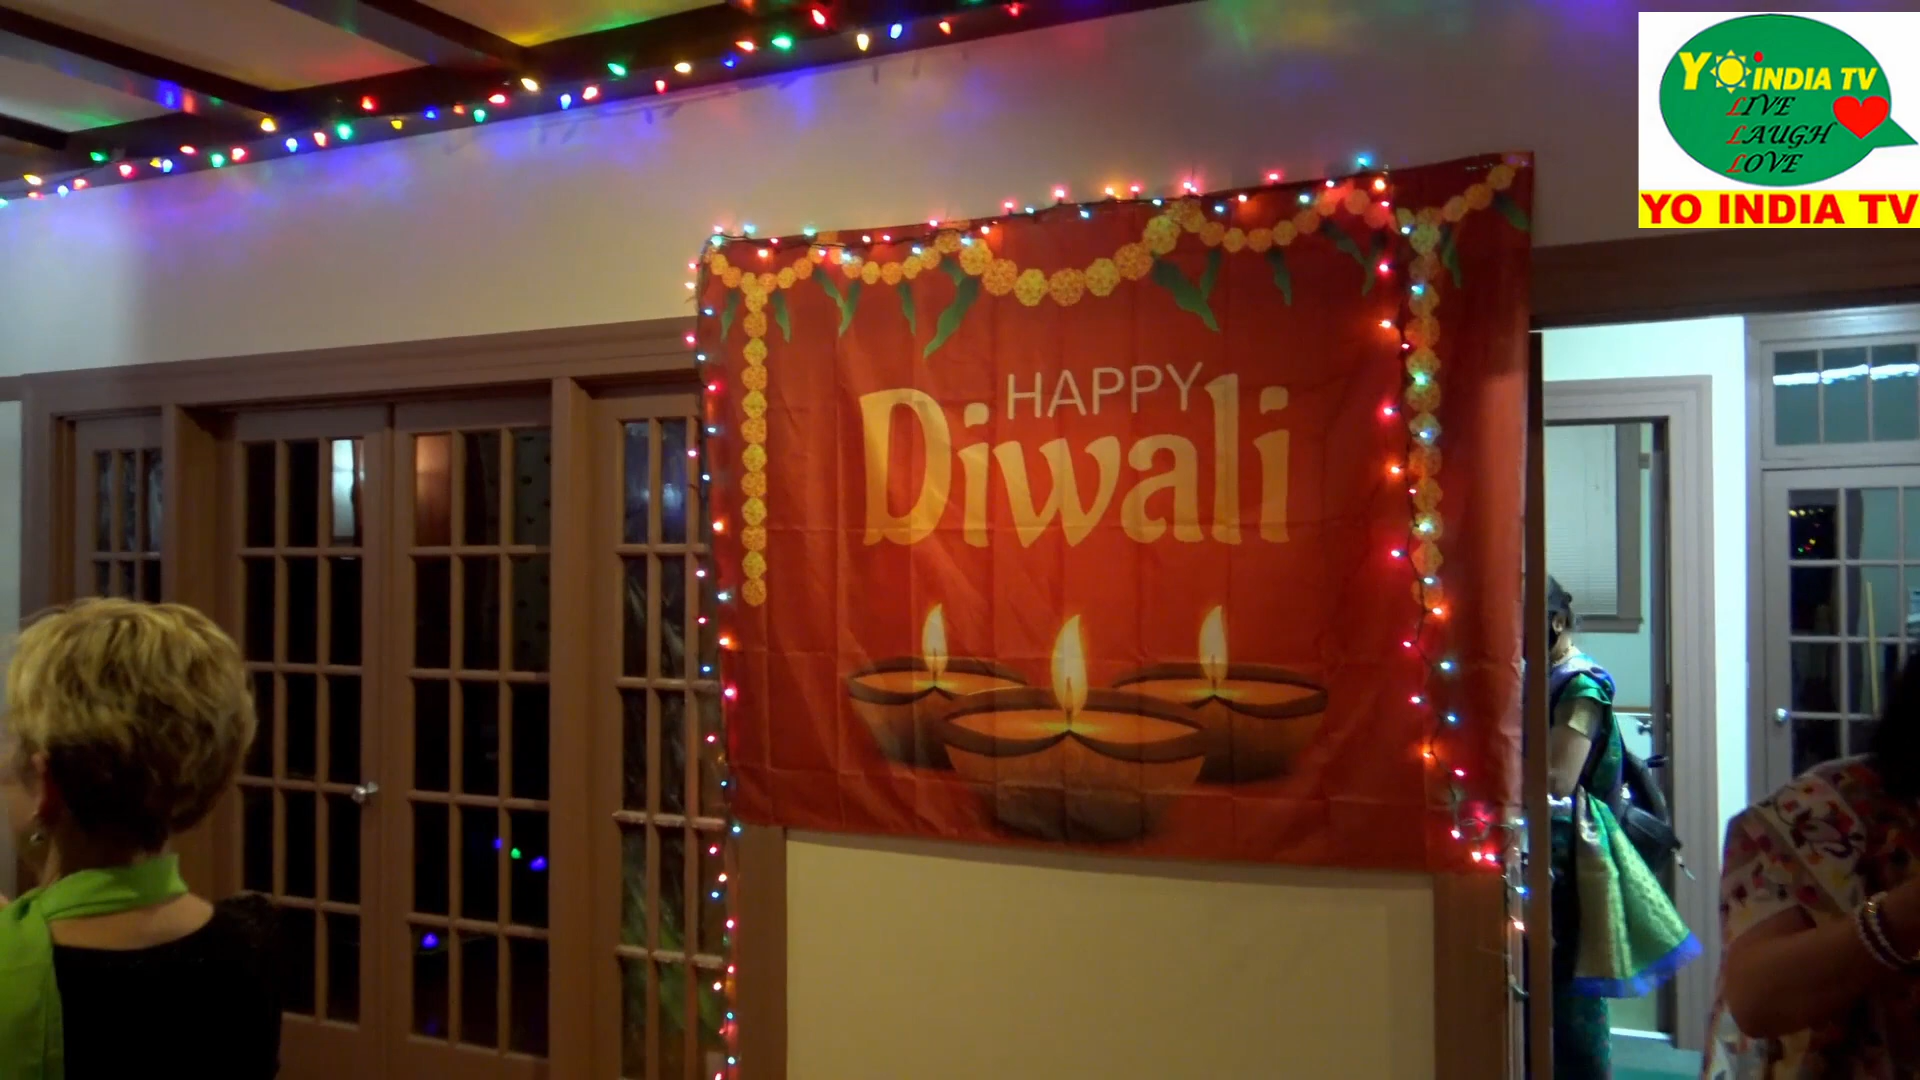 YO INDIA TV
LIVE
LAUGH
LOVE
YO INDIA TV
HAPPY
Diwali